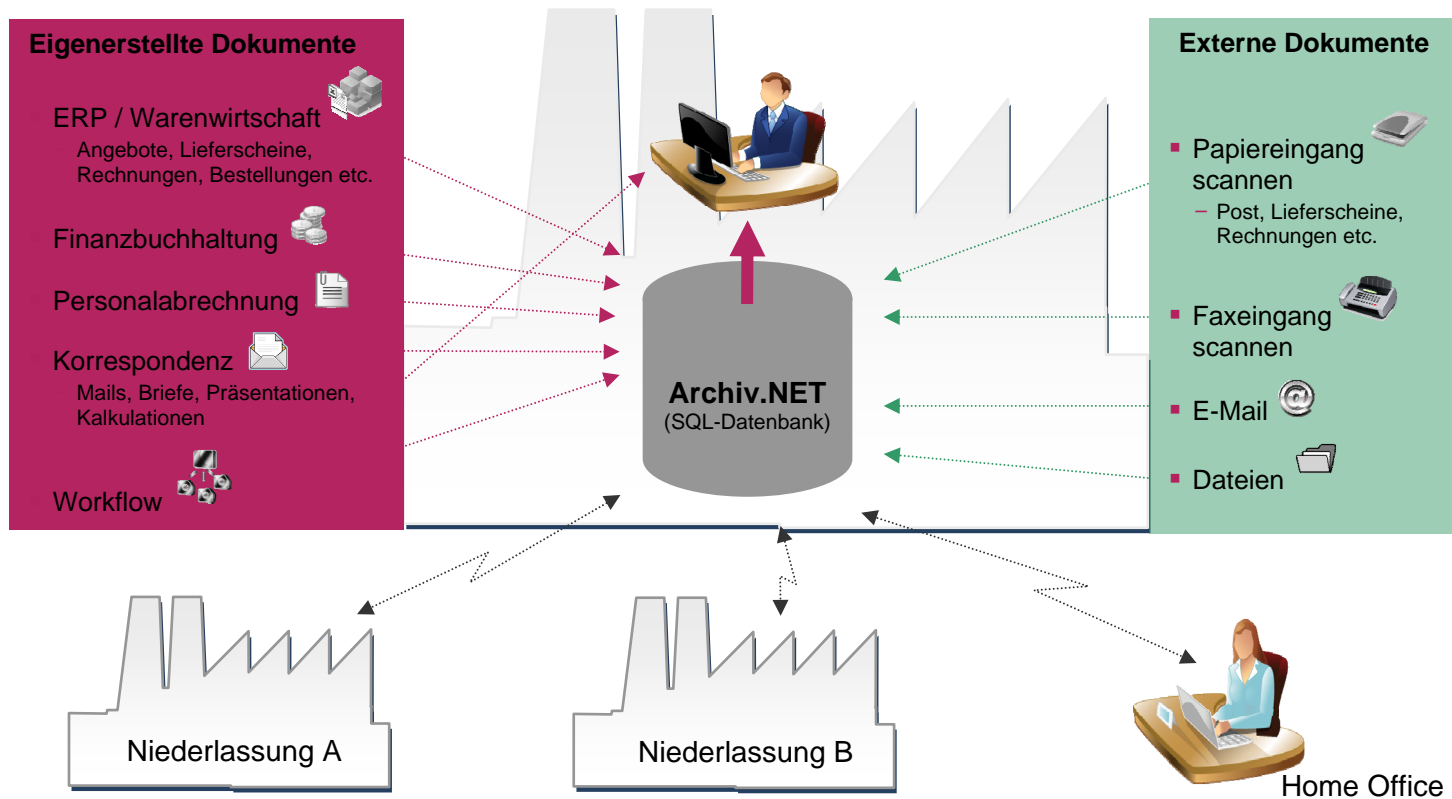 Eigenerstellte Dokumente
ERP / Warenwirtschaft
Angebote, Lieferscheine,
Rechnungen, Bestellungen etc.
Finanzbuchhaltung
Personalabrechnung
Korrespondenz
Mails, Briefe, Präsentationen,
Kalkulationen
Workflow
Archiv.NET
(SQL-Datenbank)
Externe Dokumente
▪ Papiereingang
scannen
– Post, Lieferscheine,
Rechnungen etc.
▪ Faxeingang
scannen
▪ E-Mail
@
▪ Dateien
Niederlassung A
Niederlassung B
Home Office